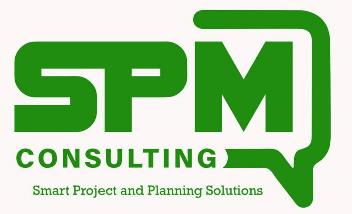 SPM
CONSULTING
Smart Project and Planning Solutions